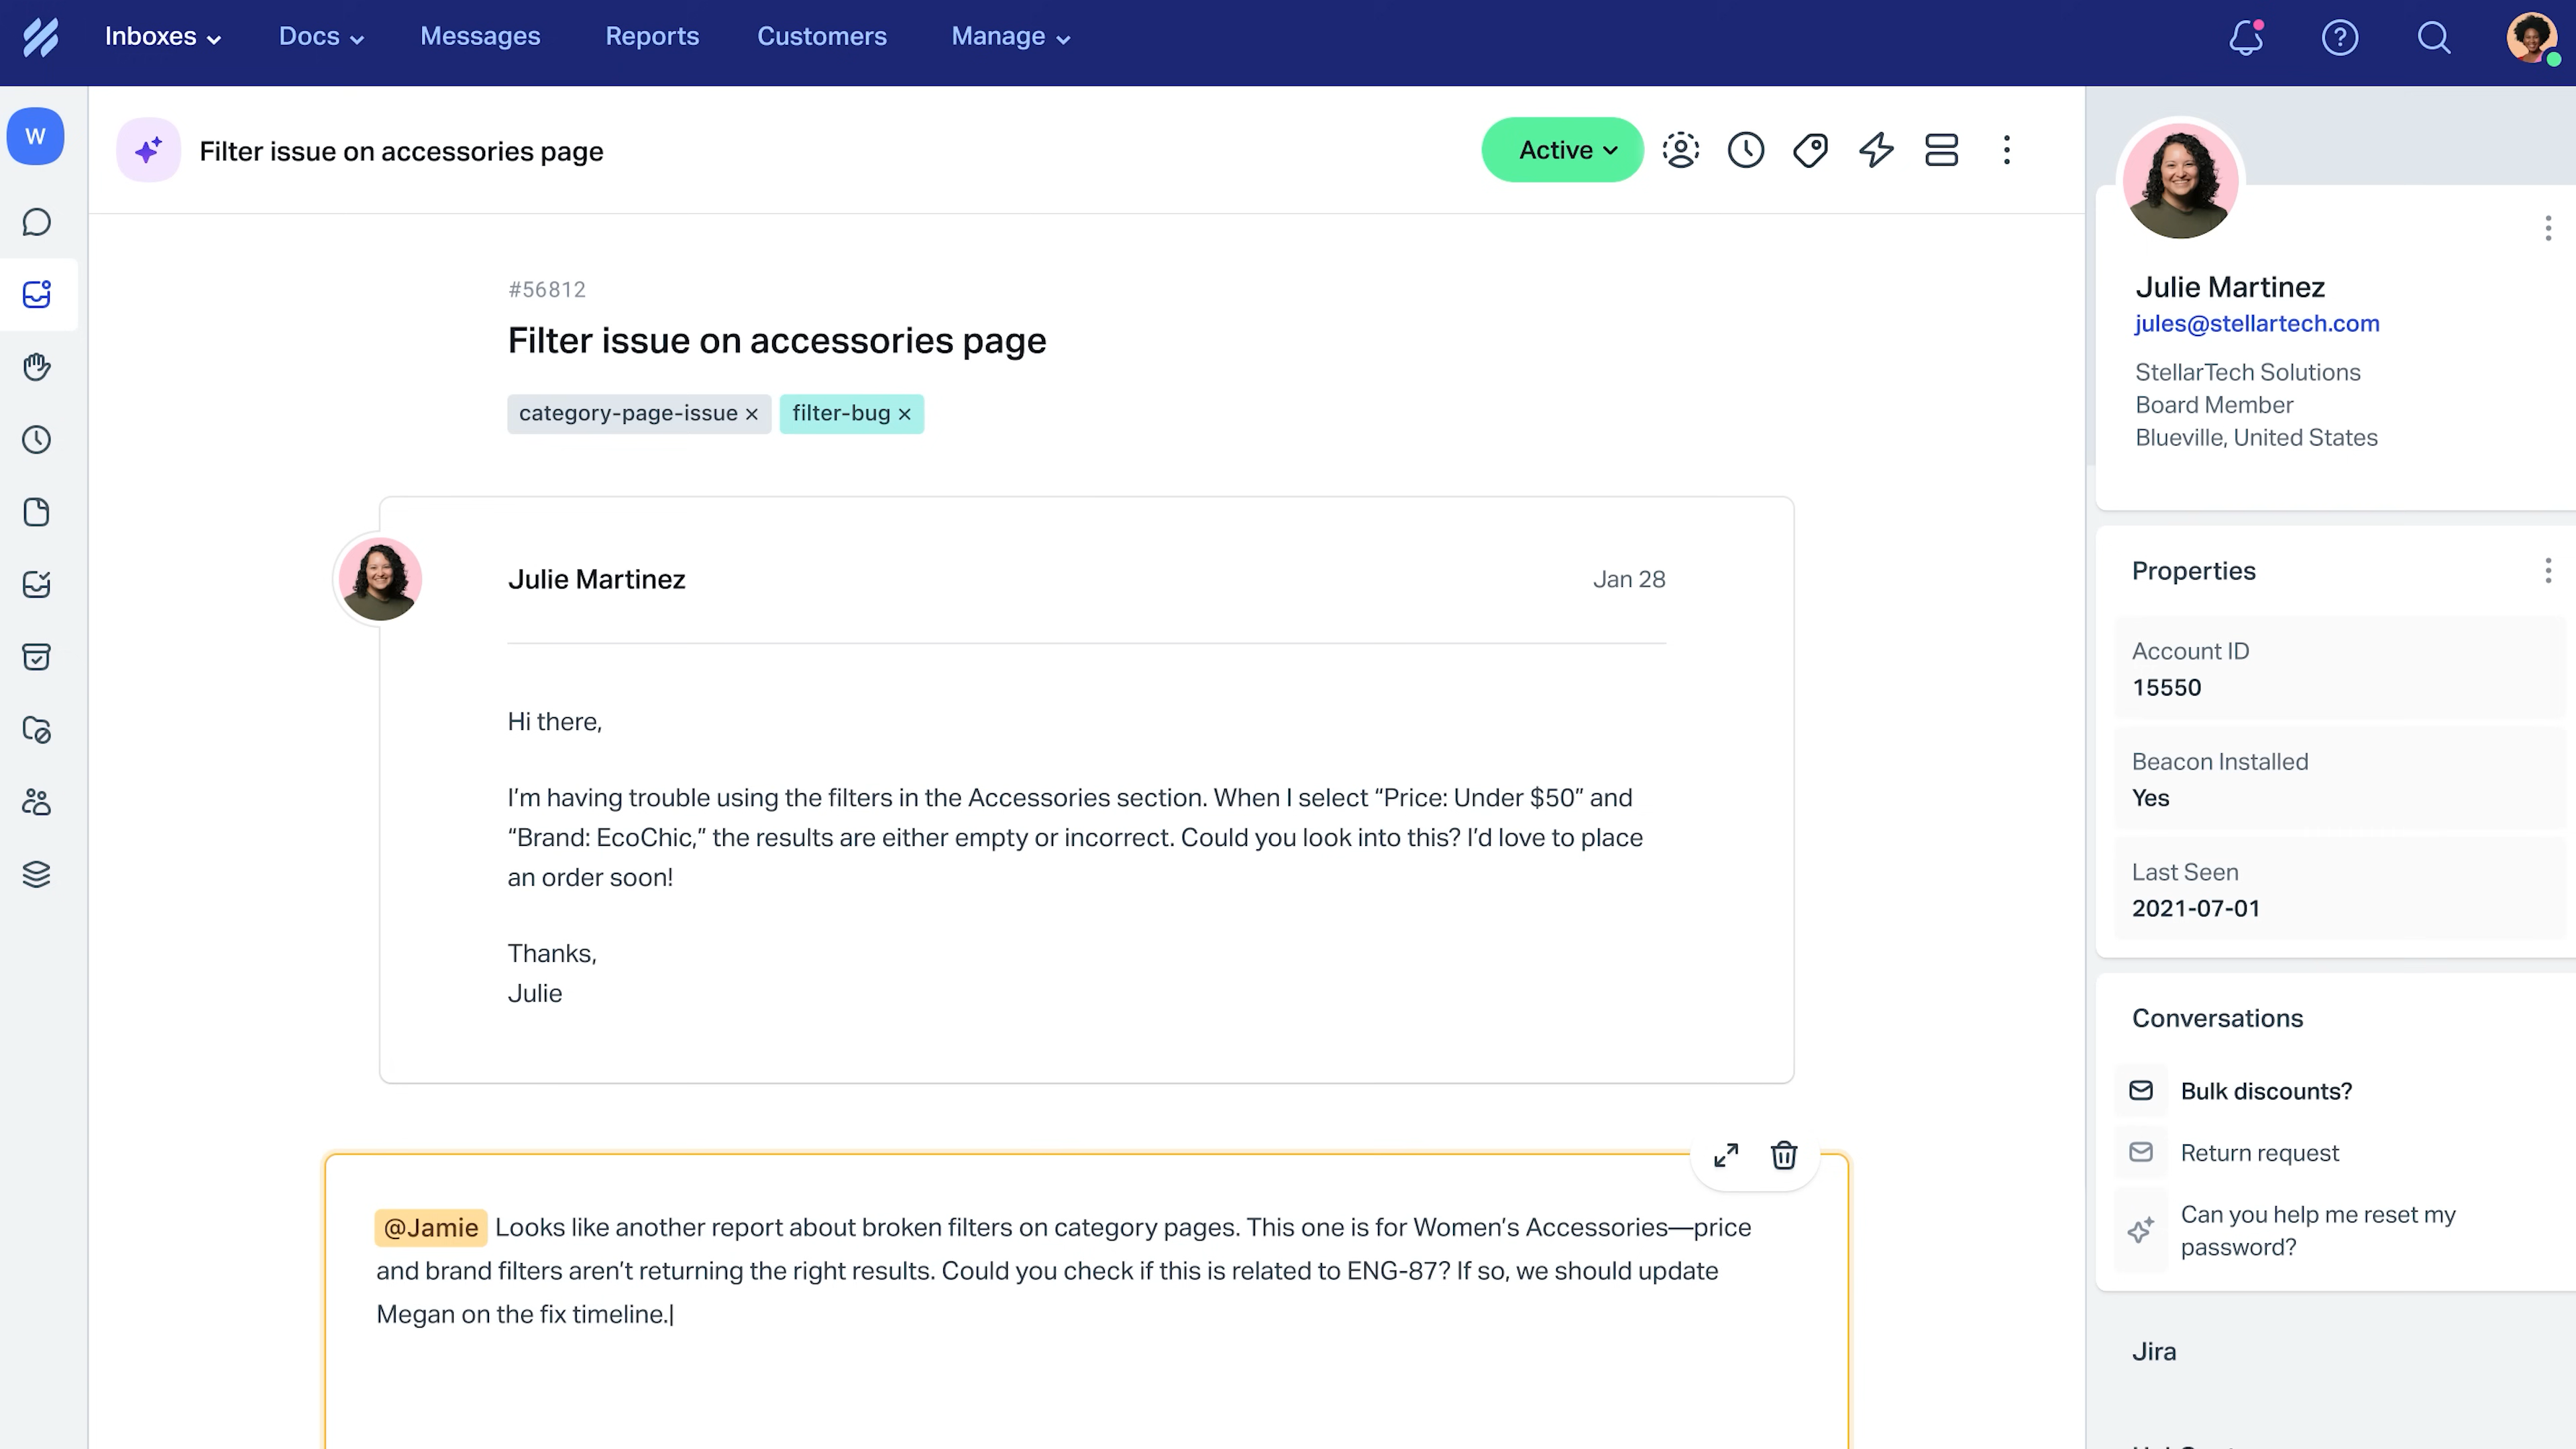 Inboxes
Docs
Messages
Reports
Customers
Manage
W
Filter issue on accessories page
Active
#56812
Filter issue on accessories page
category-page-issue ×
filter-bug ×
Julie Martinez
Jan 28
Hi there,
I’m having trouble using the filters in the Accessories section. When I select “Price: Under $50” and
“Brand: EcoChic,” the results are either empty or incorrect. Could you look into this? I’d love to place
an order soon!
Thanks,
Julie
@Jamie Looks like another report about broken filters on category pages. This one is for Women’s Accessories—price
and brand filters aren’t returning the right results. Could you check if this is related to ENG-87? If so, we should update
Megan on the fix timeline.
Julie Martinez
jules@stellartech.com
StellarTech Solutions
Board Member
Blueville, United States
Properties
Account ID
15550
Beacon Installed
Yes
Last Seen
2021-07-01
Conversations
Bulk discounts?
Return request
Can you help me reset my
password?
Jira